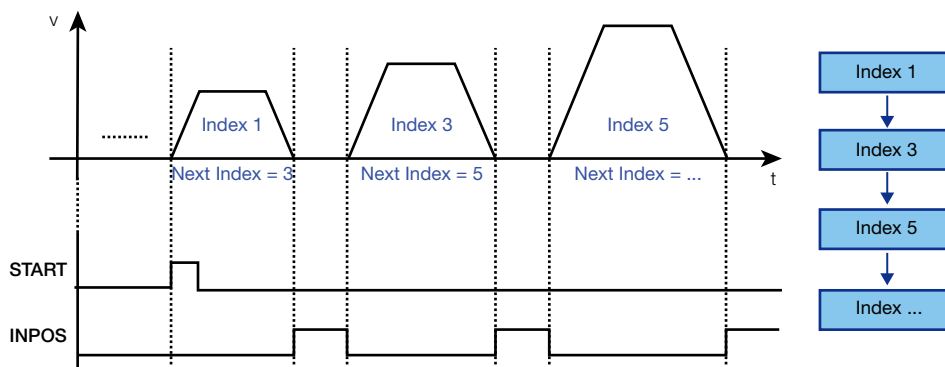 v
Index 1
Index 3
Index 5
Next Index = 3
Next Index = 5
Next Index = ...
t
START
INPOS
Index 1
Index 3
Index 5
Index ...